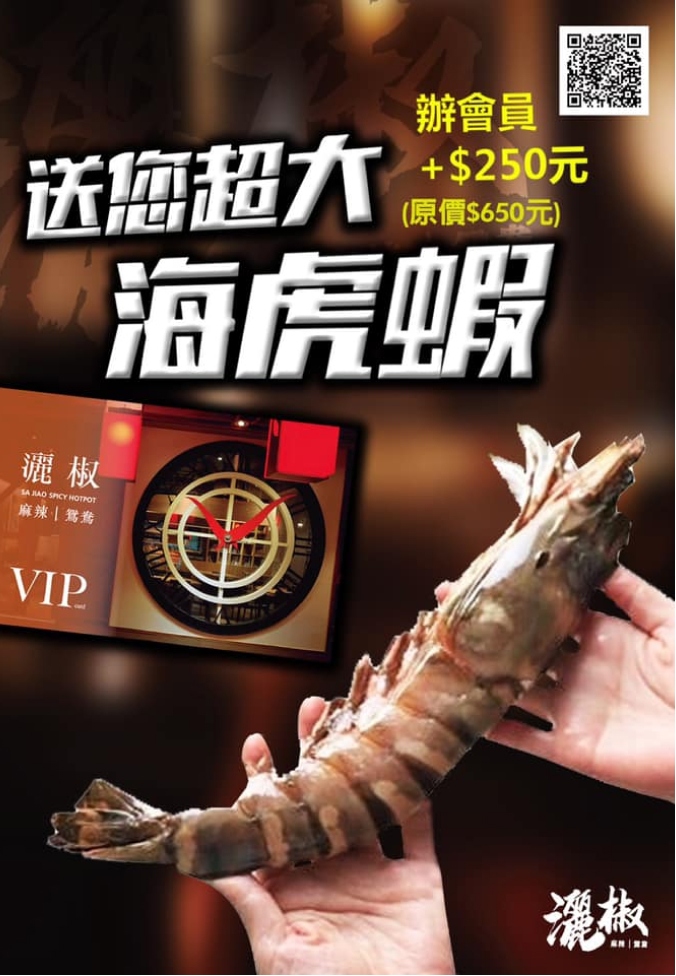 辦會員
+$250元
(原價$650元)
送您超大
海虎蝦
灑 椒
SA JIAO SPICY HOTPOT
麻辣 | 鴛鴦
VIP
card
灑椒
麻辣 | 鴛鴦